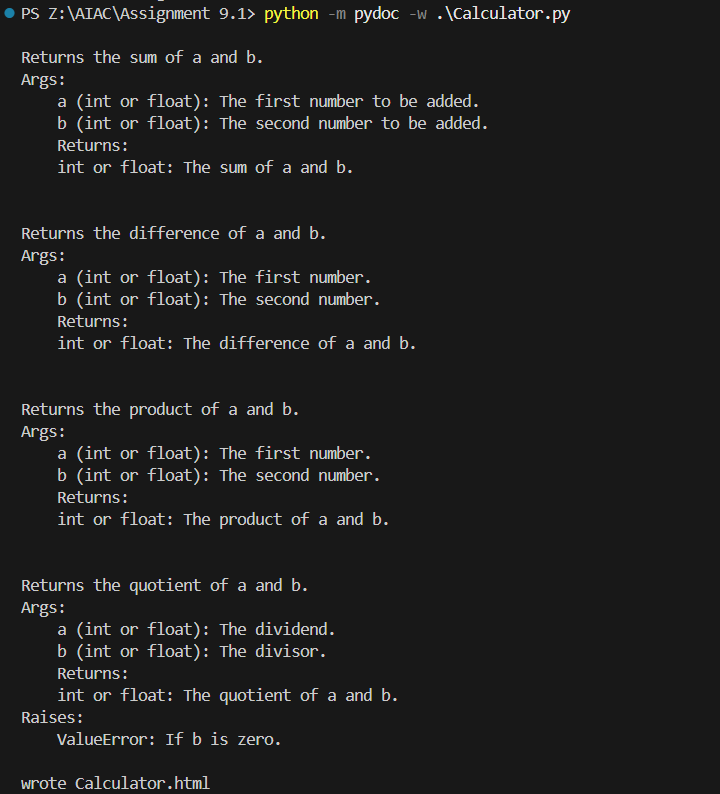 PS Z:\AIAC\Assignment 9.1> python -m pydoc -w .\Calculator.py
Returns the sum of a and b.
Args:
    a (int or float): The first number to be added.
    b (int or float): The second number to be added.
    Returns:
    int or float: The sum of a and b.
Returns the difference of a and b.
Args:
    a (int or float): The first number.
    b (int or float): The second number.
    Returns:
    int or float: The difference of a and b.
Returns the product of a and b.
Args:
    a (int or float): The first number.
    b (int or float): The second number.
    Returns:
    int or float: The product of a and b.
Returns the quotient of a and b.
Args:
    a (int or float): The dividend.
    b (int or float): The divisor.
    Returns:
    int or float: The quotient of a and b.
Raises:
    ValueError: If b is zero.
wrote Calculator.html